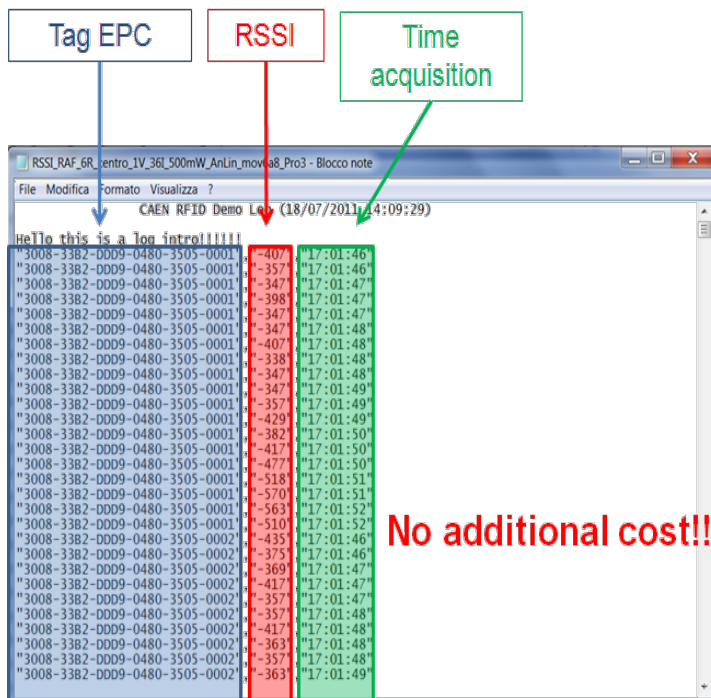 Tag EPC
RSSI
Time
acquisition
RSSI_RAF_6R_centro_1V_36I_500mW_AnLin_mov6a8_Pro3 - Blocco note
File Modifica Formato Visualizza ?
CAEN RFID Demo Log (18/07/2011 14:09:29)
Hello this is a log intro!!!!!!
"3008-33B2-DDD9-0480-3505-0001","-407","17:01:46"
"3008-33B2-DDD9-0480-3505-0001","-357","17:01:46"
"3008-33B2-DDD9-0480-3505-0001","-347","17:01:47"
"3008-33B2-DDD9-0480-3505-0001","-398","17:01:47"
"3008-33B2-DDD9-0480-3505-0001","-347","17:01:47"
"3008-33B2-DDD9-0480-3505-0001","-347","17:01:48"
"3008-33B2-DDD9-0480-3505-0001","-407","17:01:48"
"3008-33B2-DDD9-0480-3505-0001","-338","17:01:48"
"3008-33B2-DDD9-0480-3505-0001","-347","17:01:48"
"3008-33B2-DDD9-0480-3505-0001","-347","17:01:49"
"3008-33B2-DDD9-0480-3505-0001","-357","17:01:49"
"3008-33B2-DDD9-0480-3505-0001","-429","17:01:49"
"3008-33B2-DDD9-0480-3505-0001","-382","17:01:50"
"3008-33B2-DDD9-0480-3505-0001","-417","17:01:50"
"3008-33B2-DDD9-0480-3505-0001","-477","17:01:50"
"3008-33B2-DDD9-0480-3505-0001","-518","17:01:51"
"3008-33B2-DDD9-0480-3505-0001","-570","17:01:51"
"3008-33B2-DDD9-0480-3505-0001","-563","17:01:52"
"3008-33B2-DDD9-0480-3505-0001","-510","17:01:52"
"3008-33B2-DDD9-0480-3505-0002","-435","17:01:46"
"3008-33B2-DDD9-0480-3505-0002","-375","17:01:46"
"3008-33B2-DDD9-0480-3505-0002","-369","17:01:47"
"3008-33B2-DDD9-0480-3505-0002","-417","17:01:47"
"3008-33B2-DDD9-0480-3505-0002","-357","17:01:47"
"3008-33B2-DDD9-0480-3505-0002","-357","17:01:48"
"3008-33B2-DDD9-0480-3505-0002","-417","17:01:48"
"3008-33B2-DDD9-0480-3505-0002","-363","17:01:48"
"3008-33B2-DDD9-0480-3505-0002","-357","17:01:48"
"3008-33B2-DDD9-0480-3505-0002","-363","17:01:49"
No additional cost!!